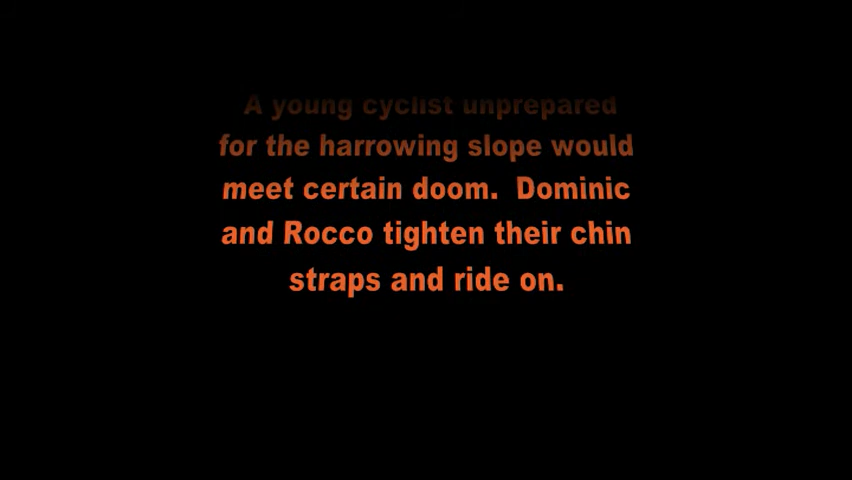 A young cyclist unprepared
for the harrowing slope would
meet certain doom.  Dominic
and Rocco tighten their chin
straps and ride on.